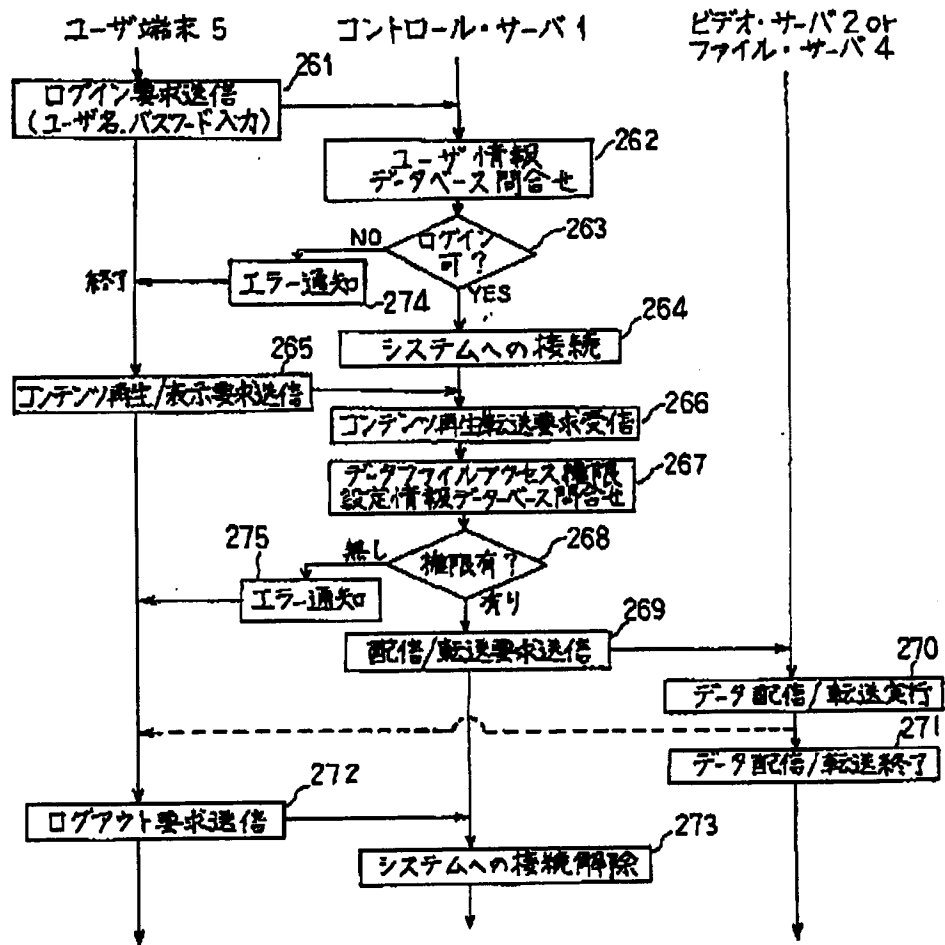 ユーザ端末 5
コントロール・サーバ 1
ビデオ・サーバ 2 or
ファイル・サーバ 4
261
ログイン要求送信
(ユーザ名、パスワード入力)
262
ユーザ情報
データベース問合せ
263
ログイン
可?
NO
YES
終了
エラー通知
274
264
システムへの接続
265
コンテンツ再生/表示要求送信
266
コンテンツ再生転送要求受信
267
データファイルアクセス権限
設定情報データーベース問合せ
268
権限有?
無し
有り
275
エラー通知
269
配信/転送要求送信
270
データ配信/転送実行
271
データ配信/転送終了
272
ログアウト要求送信
273
システムへの接続解除